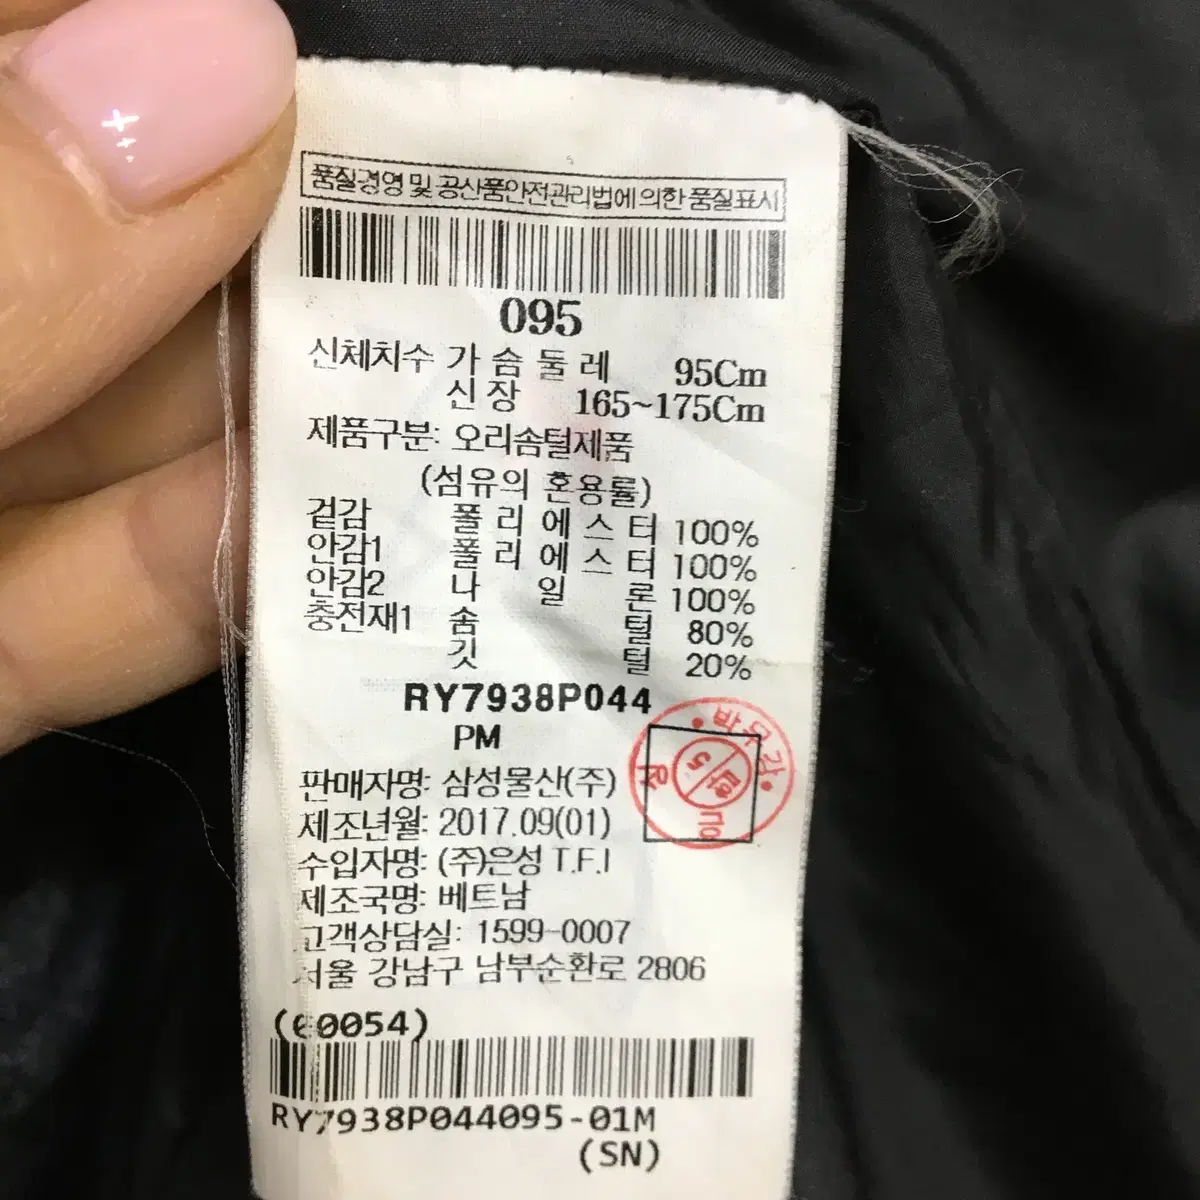 품질경영 및 공산품안전관리법에 의한 품질표시
095
신체치수 가 슴 둘 레 95Cm
신 장 165~175Cm
제품구분: 오리솜털제품
(섬유의 혼용률)
겉감 폴 리 에 스 터 100%
안감1 폴 리 에 스 터 100%
안감2 나 일 론 100%
충전재1 솜 털 80%
깃 털 20%
RY7938P044
PM
판매자명: 삼성물산(주)
제조년월: 2017.09(01)
수입자명: (주)은성 T.F.I
제조국명: 베트남
고객상담실: 1599-0007
서울 강남구 남부순환로 2806
(60054)
RY7938P044095-01M
(SN)